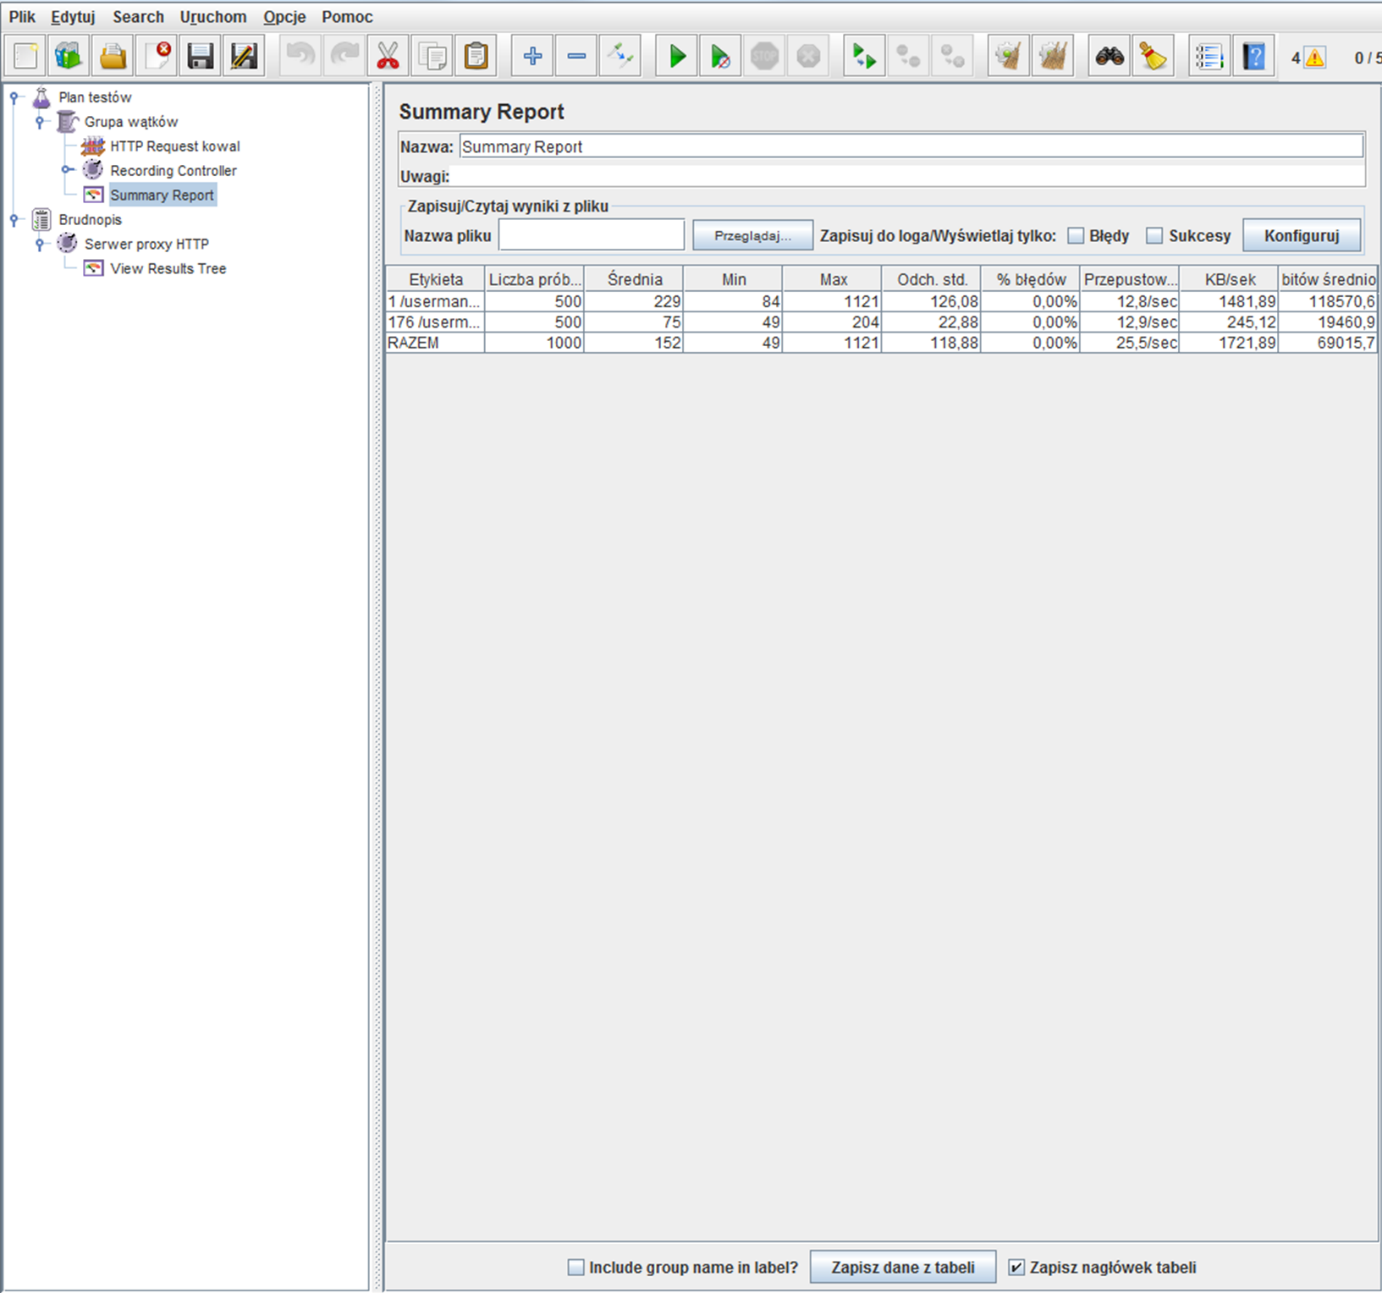 Plik Edytuj Search Uruchom Opcje Pomoc
STOP ? 4 0 / 5
Plan testów
Grupa wątków
HTTP Request kowal
Recording Controller
Summary Report
Brudnopis
Serwer proxy HTTP
View Results Tree
Summary Report
Nazwa: Summary Report
Uwagi:
Zapisuj/Czytaj wyniki z pliku
Nazwa pliku Przeglądaj... Zapisuj do loga/Wyświetlaj tylko: Błędy Sukcesy Konfiguruj
Etykieta Liczba prób... Średnia Min Max Odch. std. % błędów Przepustow... KB/sek bitów średnio
1 /userman... 500 229 84 1121 126,08 0,00% 12,8/sec 1481,89 118570,6
176 /userm... 500 75 49 204 22,88 0,00% 12,9/sec 245,12 19460,9
RAZEM 1000 152 49 1121 118,88 0,00% 25,5/sec 1721,89 69015,7
Include group name in label? Zapisz dane z tabeli Zapisz nagłówek tabeli